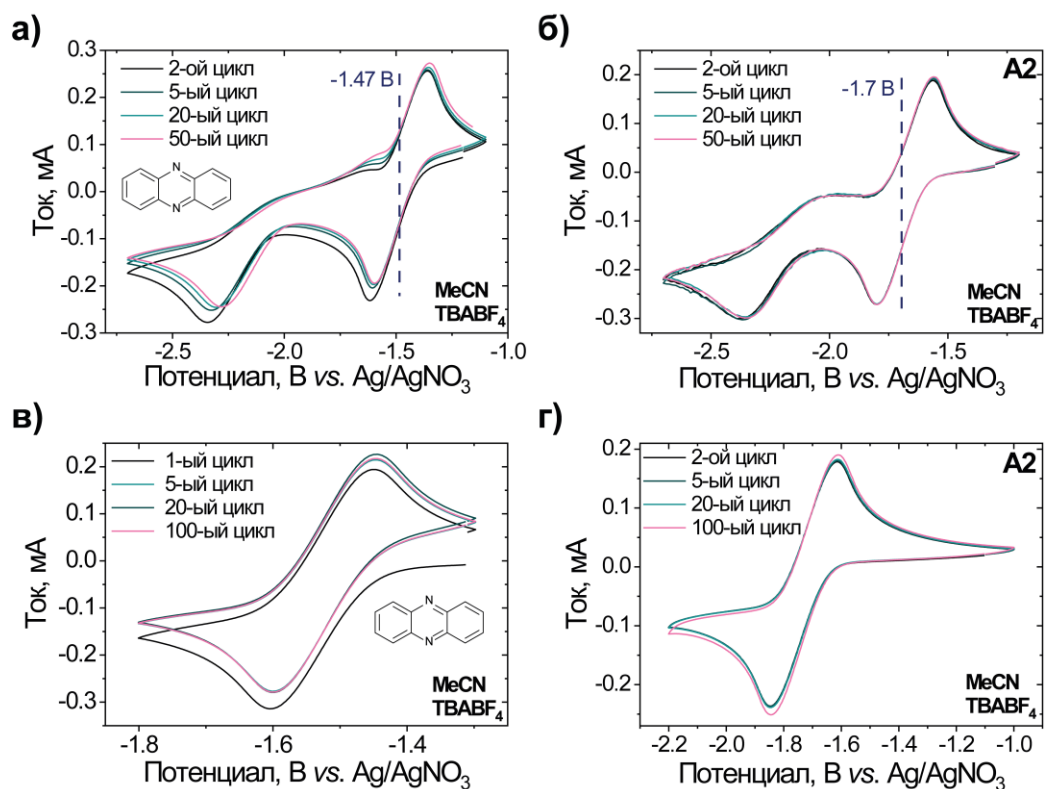 а)
0.3
0.2
0.1
0.0
-0.1
-0.2
-0.3
Ток, мА
2-ой цикл
5-ый цикл
20-ый цикл
50-ый цикл
-1.47 В
N
N
MeCN
TBABF4
-2.5
-2.0
-1.5
-1.0
Потенциал, В vs. Ag/AgNO3
б)
0.2
0.1
0.0
-0.1
-0.2
-0.3
Ток, мА
2-ой цикл
5-ый цикл
20-ый цикл
50-ый цикл
-1.7 В
A2
MeCN
TBABF4
-2.5
-2.0
-1.5
Потенциал, В vs. Ag/AgNO3
в)
0.2
0.1
0.0
-0.1
-0.2
-0.3
Ток, мА
1-ый цикл
5-ый цикл
20-ый цикл
100-ый цикл
N
N
MeCN
TBABF4
-1.8
-1.6
-1.4
Потенциал, В vs. Ag/AgNO3
г)
0.2
0.1
0.0
-0.1
-0.2
Ток, мА
2-ой цикл
5-ый цикл
20-ый цикл
100-ый цикл
A2
MeCN
TBABF4
-2.2
-2.0
-1.8
-1.6
-1.4
-1.2
-1.0
Потенциал, В vs. Ag/AgNO3